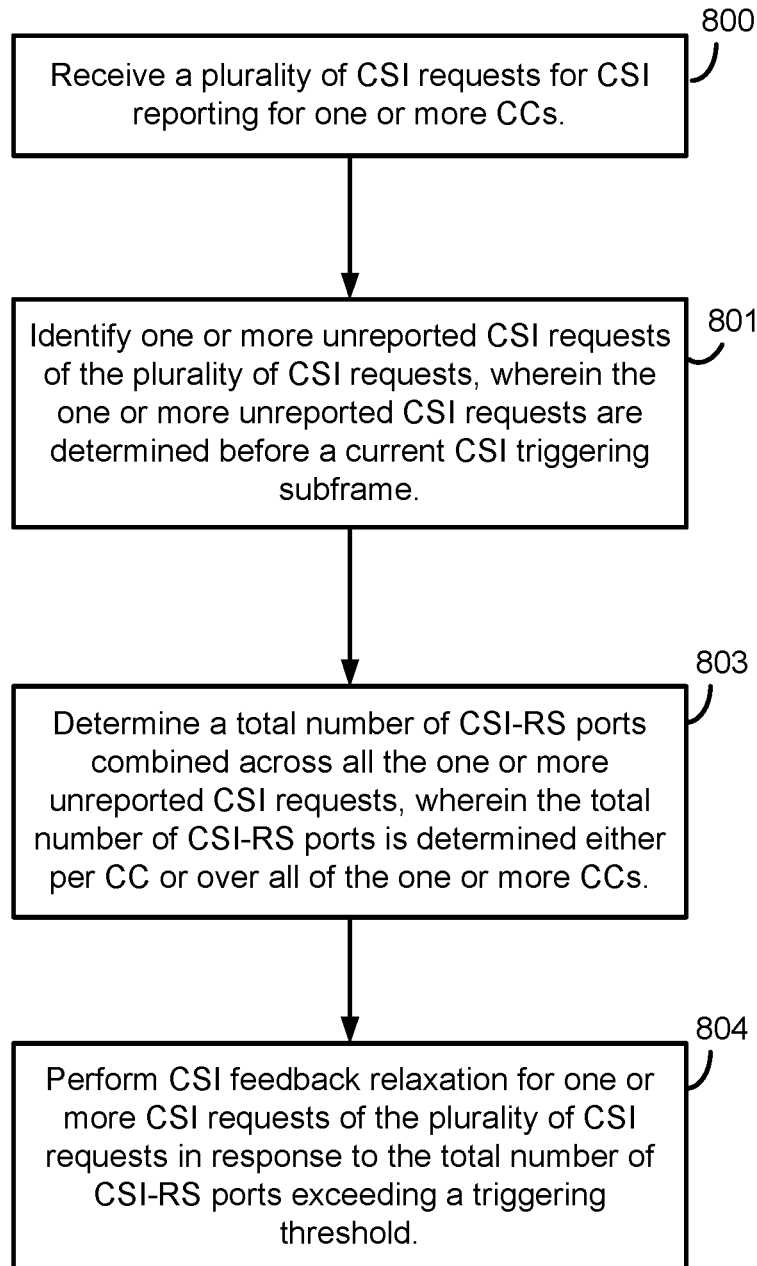 800
Receive a plurality of CSI requests for CSI
reporting for one or more CCs.
801
Identify one or more unreported CSI requests
of the plurality of CSI requests, wherein the
one or more unreported CSI requests are
determined before a current CSI triggering
subframe.
803
Determine a total number of CSI-RS ports
combined across all the one or more
unreported CSI requests, wherein the total
number of CSI-RS ports is determined either
per CC or over all of the one or more CCs.
804
Perform CSI feedback relaxation for one or
more CSI requests of the plurality of CSI
requests in response to the total number of
CSI-RS ports exceeding a triggering
threshold.